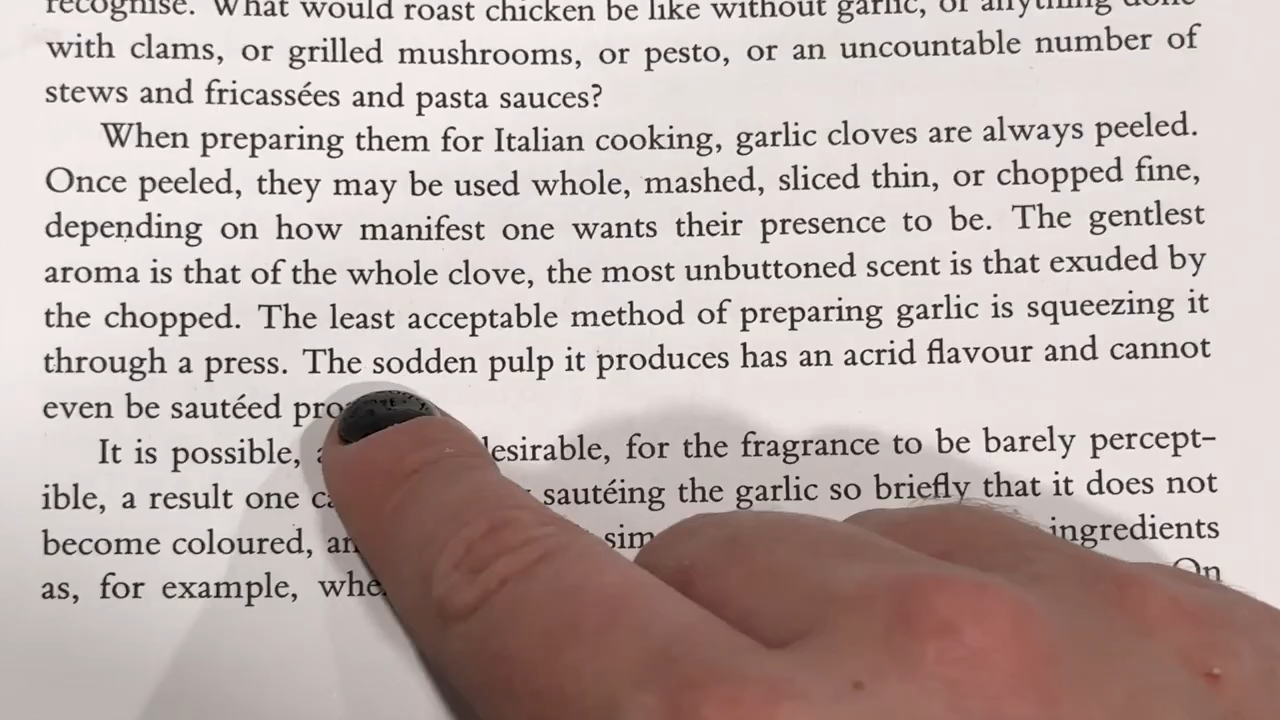 recognise. What would roast chicken be like without garlic, or anything done
with clams, or grilled mushrooms, or pesto, or an uncountable number of
stews and fricassées and pasta sauces?
When preparing them for Italian cooking, garlic cloves are always peeled.
Once peeled, they may be used whole, mashed, sliced thin, or chopped fine,
depending on how manifest one wants their presence to be. The gentlest
aroma is that of the whole clove, the most unbuttoned scent is that exuded by
the chopped. The least acceptable method of preparing garlic is squeezing it
through a press. The sodden pulp it produces has an acrid flavour and cannot
even be sautéed
It is possible, for the fragrance to be barely percept-
ible, a result one sautéing the garlic so briefly that it does not
become coloured, ingredients
as, for example, On